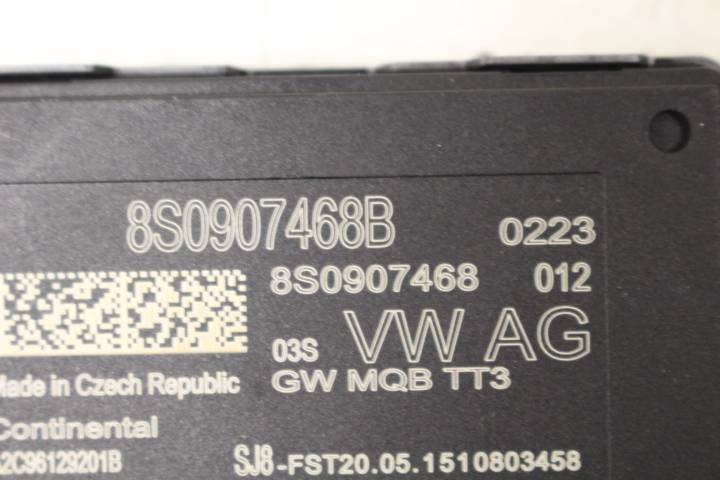 8S0907468B 0223
8S0907468 012
03S VW AG
Made in Czech Republic GW MQB TT3
Continental
A2C96129201B SJ8-FST20.05.1510803458